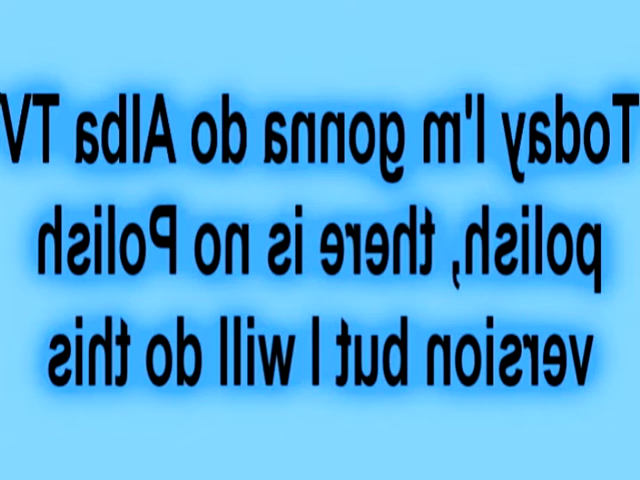 Today I'm gonna do Alba TV
polish, there is no Polish
version but I will do this